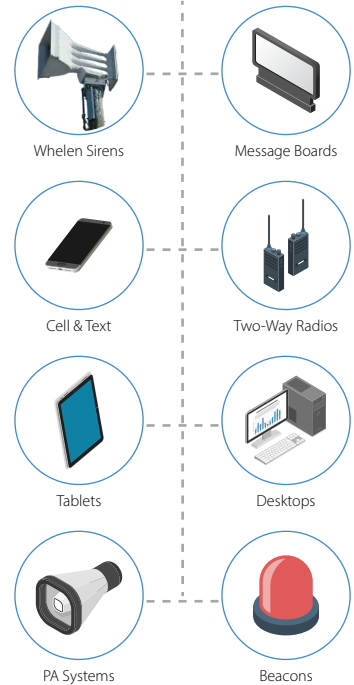 Whelen Sirens
Message Boards
Cell & Text
Two-Way Radios
Tablets
Desktops
PA Systems
Beacons